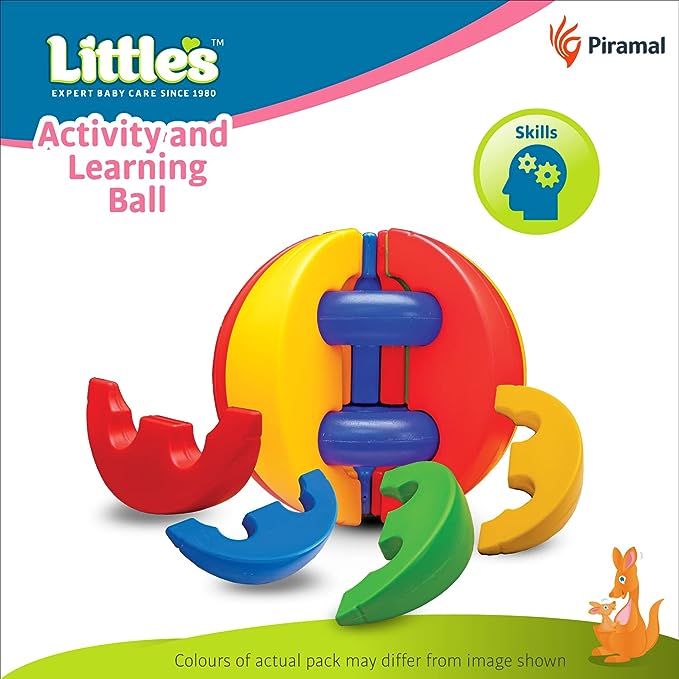 Little's™
EXPERT BABY CARE SINCE 1980
Piramal
Activity and
Learning
Ball
Skills
Colours of actual pack may differ from image shown